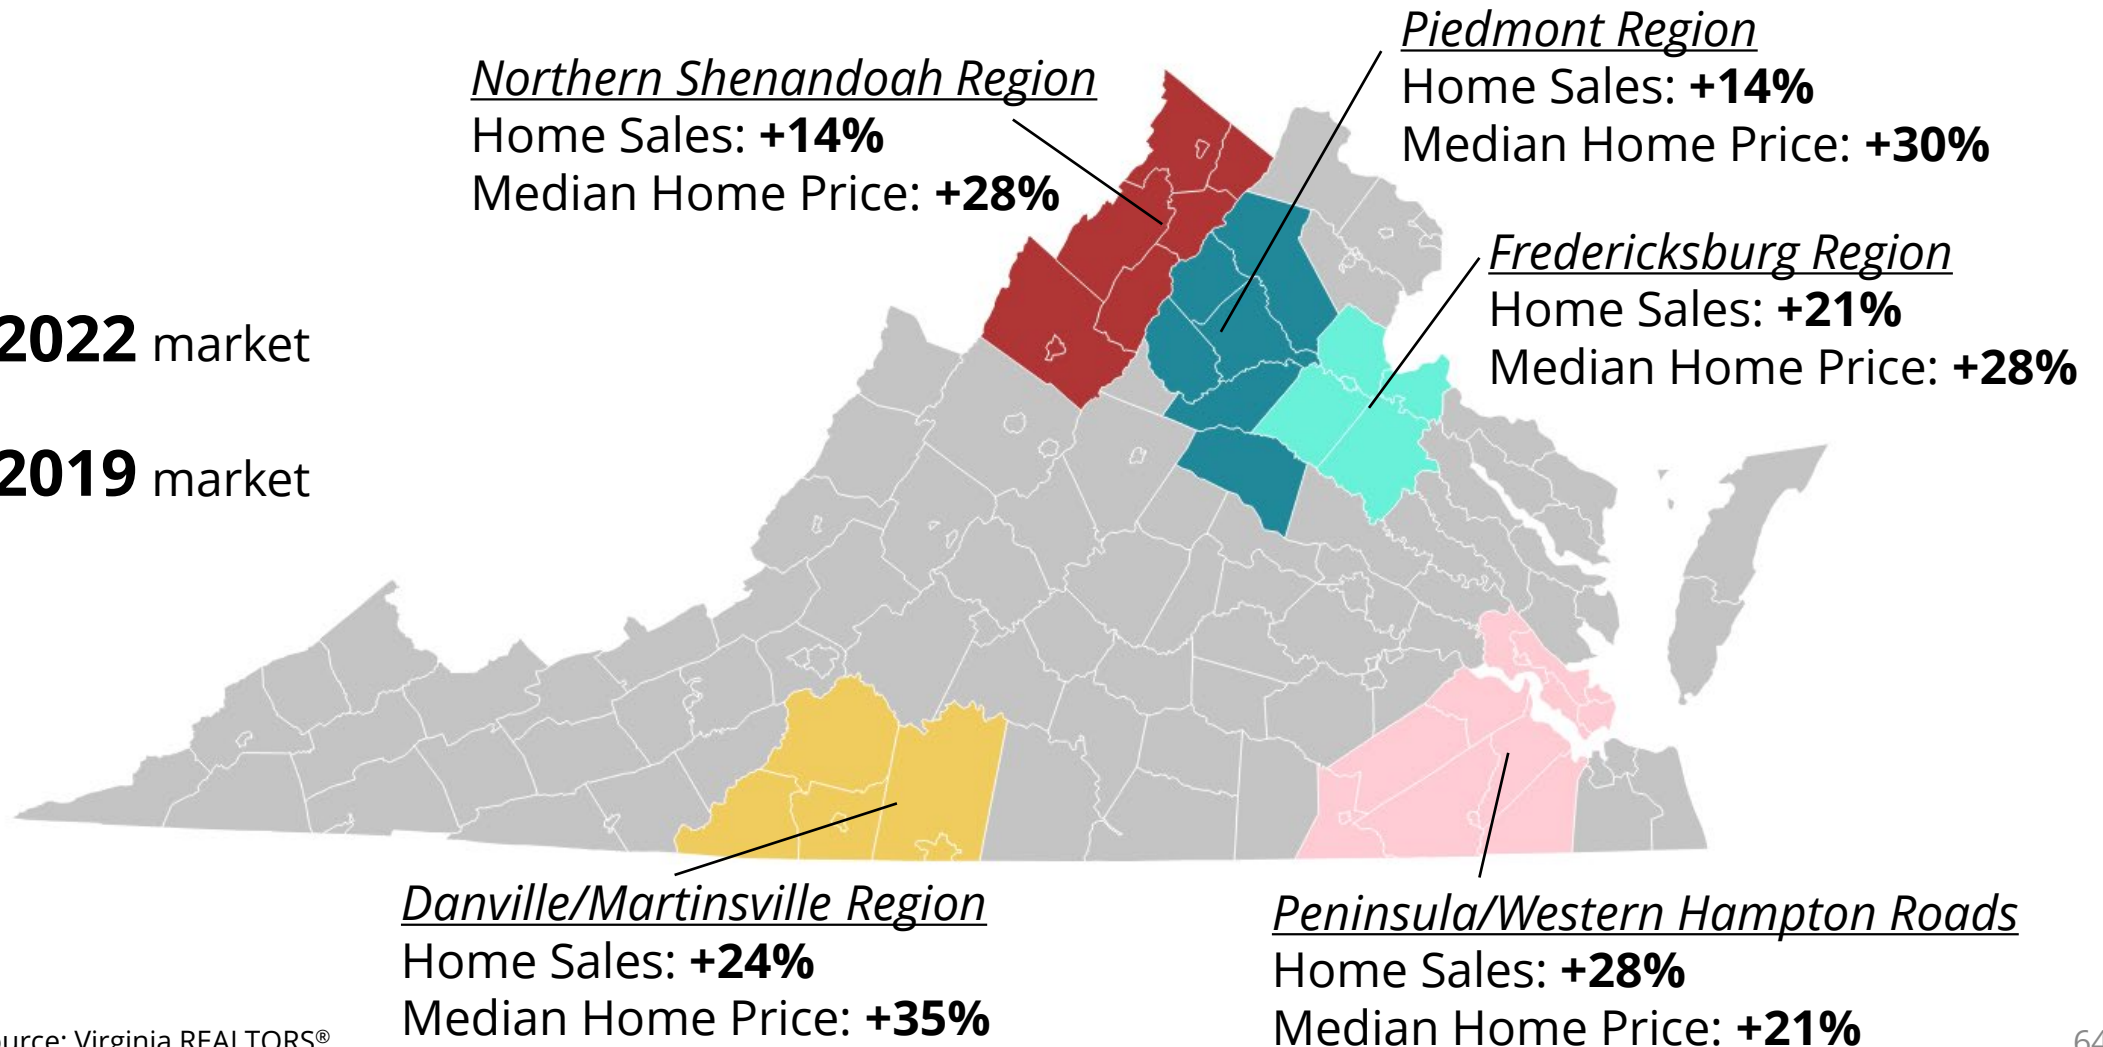 Northern Shenandoah Region
Home Sales: +14%
Median Home Price: +28%
Piedmont Region
Home Sales: +14%
Median Home Price: +30%
Fredericksburg Region
Home Sales: +21%
Median Home Price: +28%
2022 market
2019 market
Danville/Martinsville Region
Home Sales: +24%
Median Home Price: +35%
Peninsula/Western Hampton Roads
Home Sales: +28%
Median Home Price: +21%
ource: Virginia REALTORS®
64